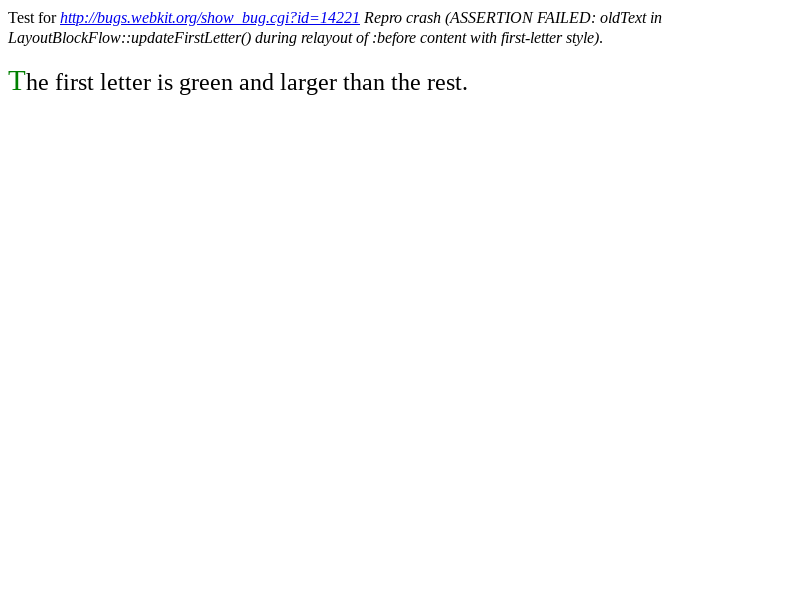 Test for http://bugs.webkit.org/show_bug.cgi?id=14221 Repro crash (ASSERTION FAILED: oldText in
LayoutBlockFlow::updateFirstLetter() during relayout of :before content with first-letter style).
The first letter is green and larger than the rest.